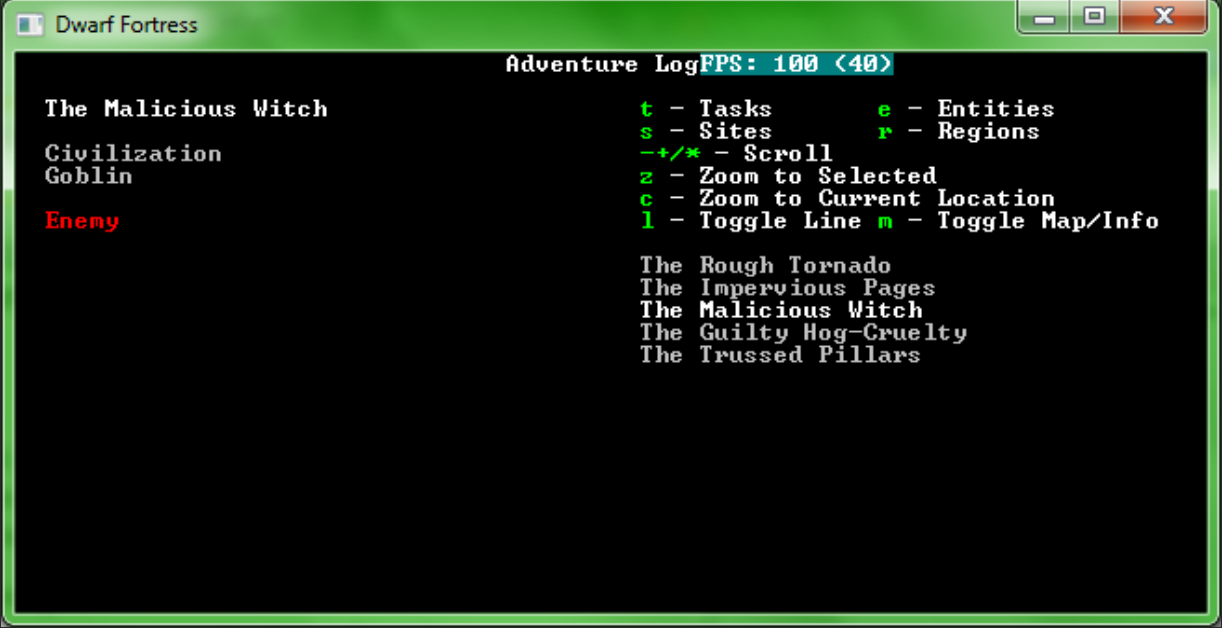 Dwarf Fortress
Adventure LogFPS: 100 (40)
The Malicious Witch
Civilization
Goblin
Enemy
t - Tasks e - Entities
s - Sites r - Regions
-+/* - Scroll
z - Zoom to Selected
c - Zoom to Current Location
l - Toggle Line m - Toggle Map/Info
The Rough Tornado
The Impervious Pages
The Malicious Witch
The Guilty Hog-Cruelty
The Trussed Pillars